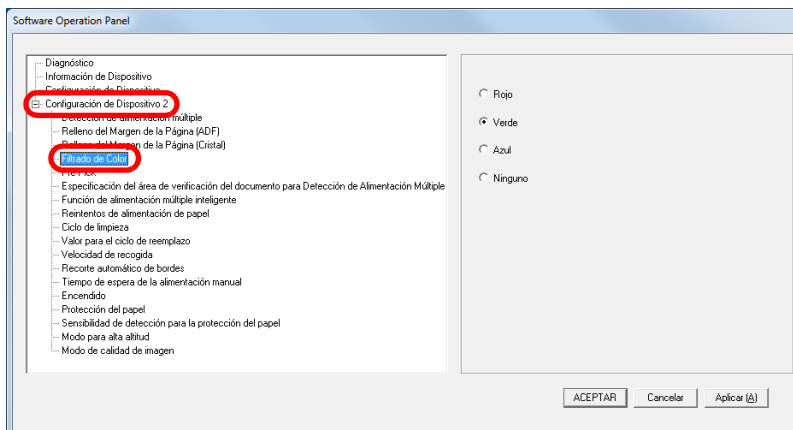 Software Operation Panel
Diagnóstico
Información de Dispositivo
Configuración de Dispositivo
Configuración de Dispositivo 2
Detección de alimentación múltiple
Relleno del Margen de la Página (ADF)
Relleno del Margen de la Página (Cristal)
Filtrado de Color
Pre-Pick
Especificación del área de verificación del documento para Detección de Alimentación Múltiple
Función de alimentación múltiple inteligente
Reintentos de alimentación de papel
Ciclo de limpieza
Valor para el ciclo de reemplazo
Velocidad de recogida
Recorte automático de bordes
Tiempo de espera de la alimentación manual
Encendido
Protección del papel
Sensibilidad de detección para la protección del papel
Modo para alta altitud
Modo de calidad de imagen
Rojo
Verde
Azul
Ninguno
ACEPTAR Cancelar Aplicar (A)